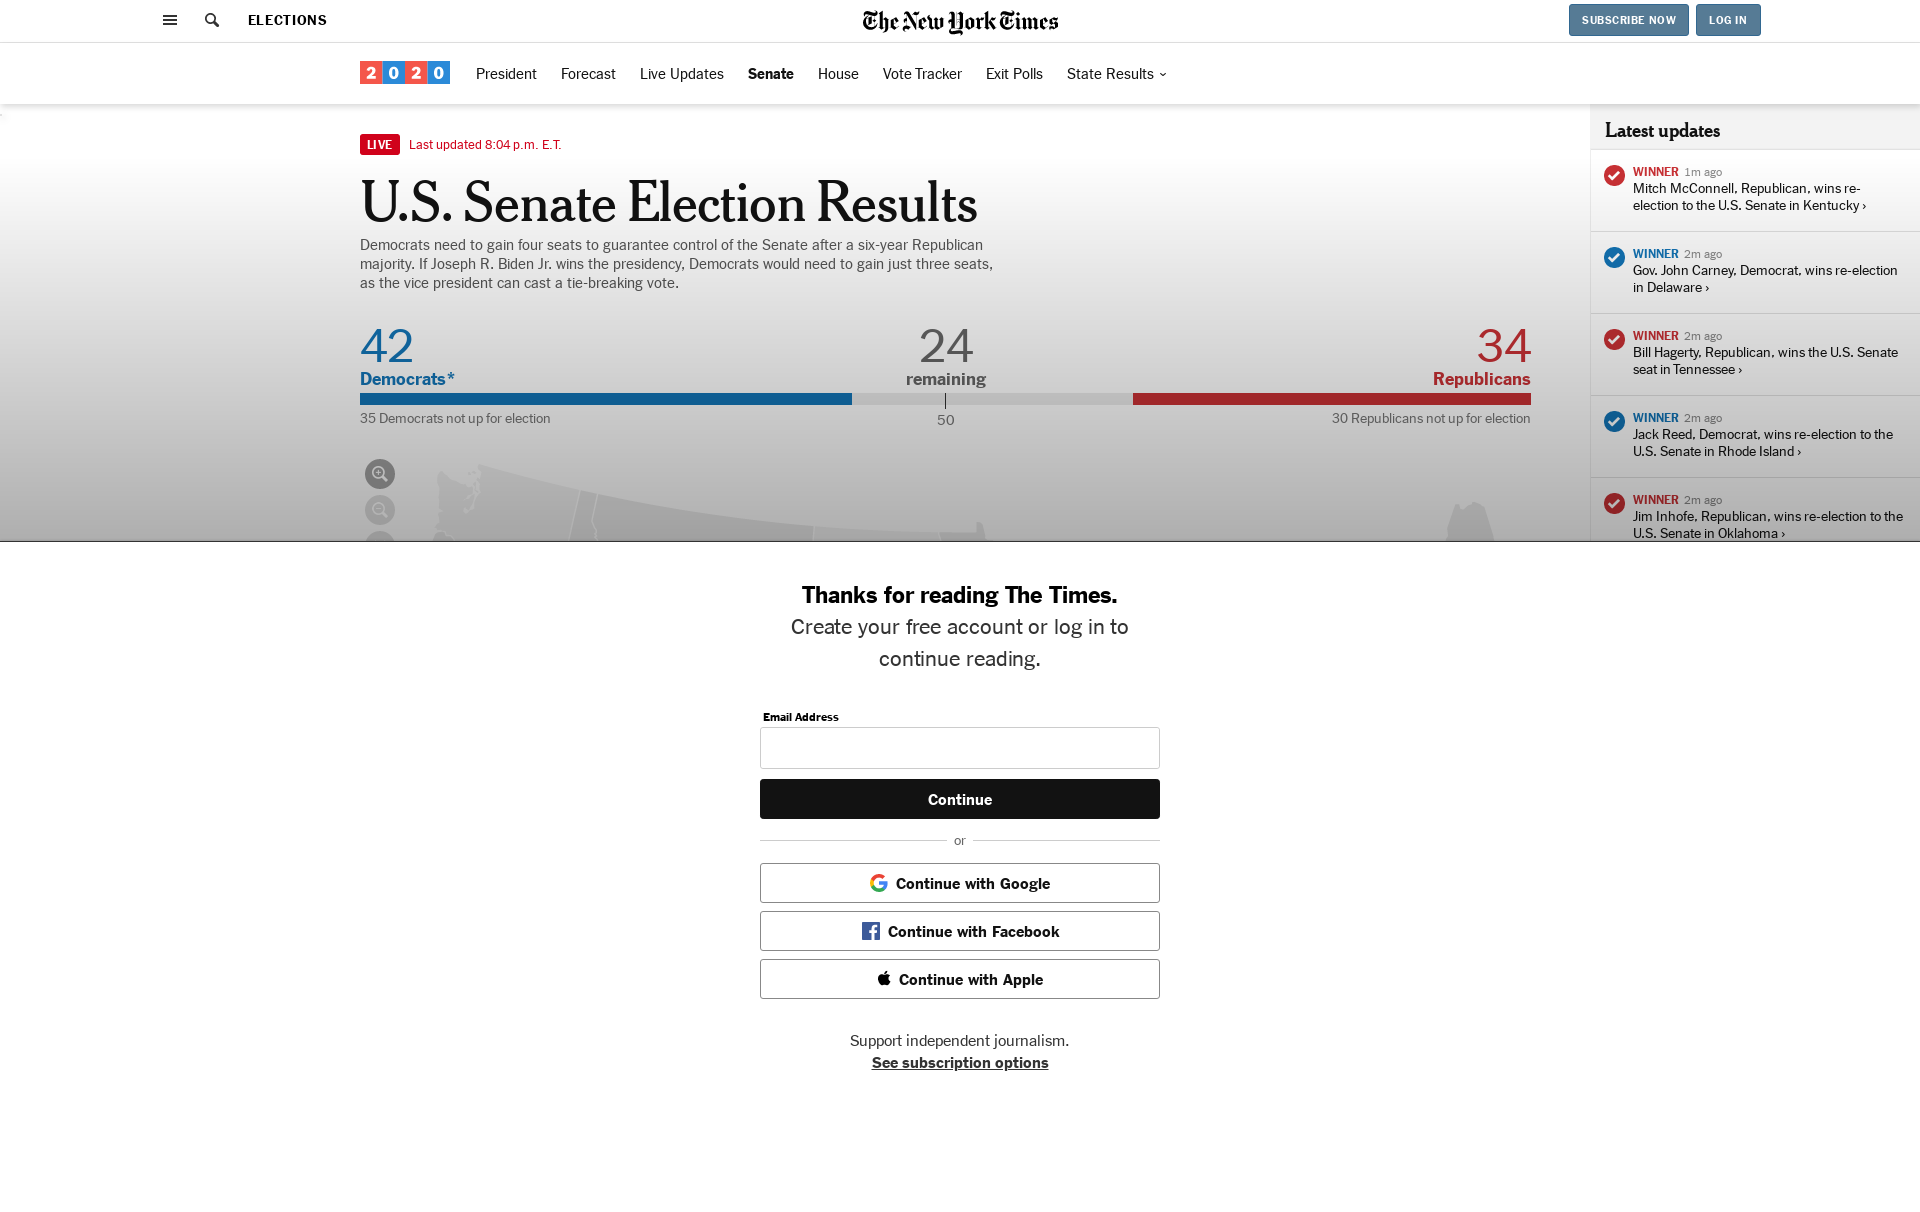 ELECTIONS
The New York Times
SUBSCRIBE NOW
LOG IN
2020
President
Forecast
Live Updates
Senate
House
Vote Tracker
Exit Polls
State Results
LIVE
Last updated 8:04 p.m. E.T.
U.S. Senate Election Results
Democrats need to gain four seats to guarantee control of the Senate after a six-year Republican
majority. If Joseph R. Biden Jr. wins the presidency, Democrats would need to gain just three seats,
as the vice president can cast a tie-breaking vote.
42
Democrats*
24
remaining
34
Republicans
35 Democrats not up for election
50
30 Republicans not up for election
Latest updates
WINNER 1m ago
Mitch McConnell, Republican, wins re-
election to the U.S. Senate in Kentucky ›
WINNER 2m ago
Gov. John Carney, Democrat, wins re-election
in Delaware ›
WINNER 2m ago
Bill Hagerty, Republican, wins the U.S. Senate
seat in Tennessee ›
WINNER 2m ago
Jack Reed, Democrat, wins re-election to the
U.S. Senate in Rhode Island ›
WINNER 2m ago
Jim Inhofe, Republican, wins re-election to the
U.S. Senate in Oklahoma ›
Thanks for reading The Times.
Create your free account or log in to
continue reading.
Email Address
Continue
or
Continue with Google
Continue with Facebook
Continue with Apple
Support independent journalism.
See subscription options